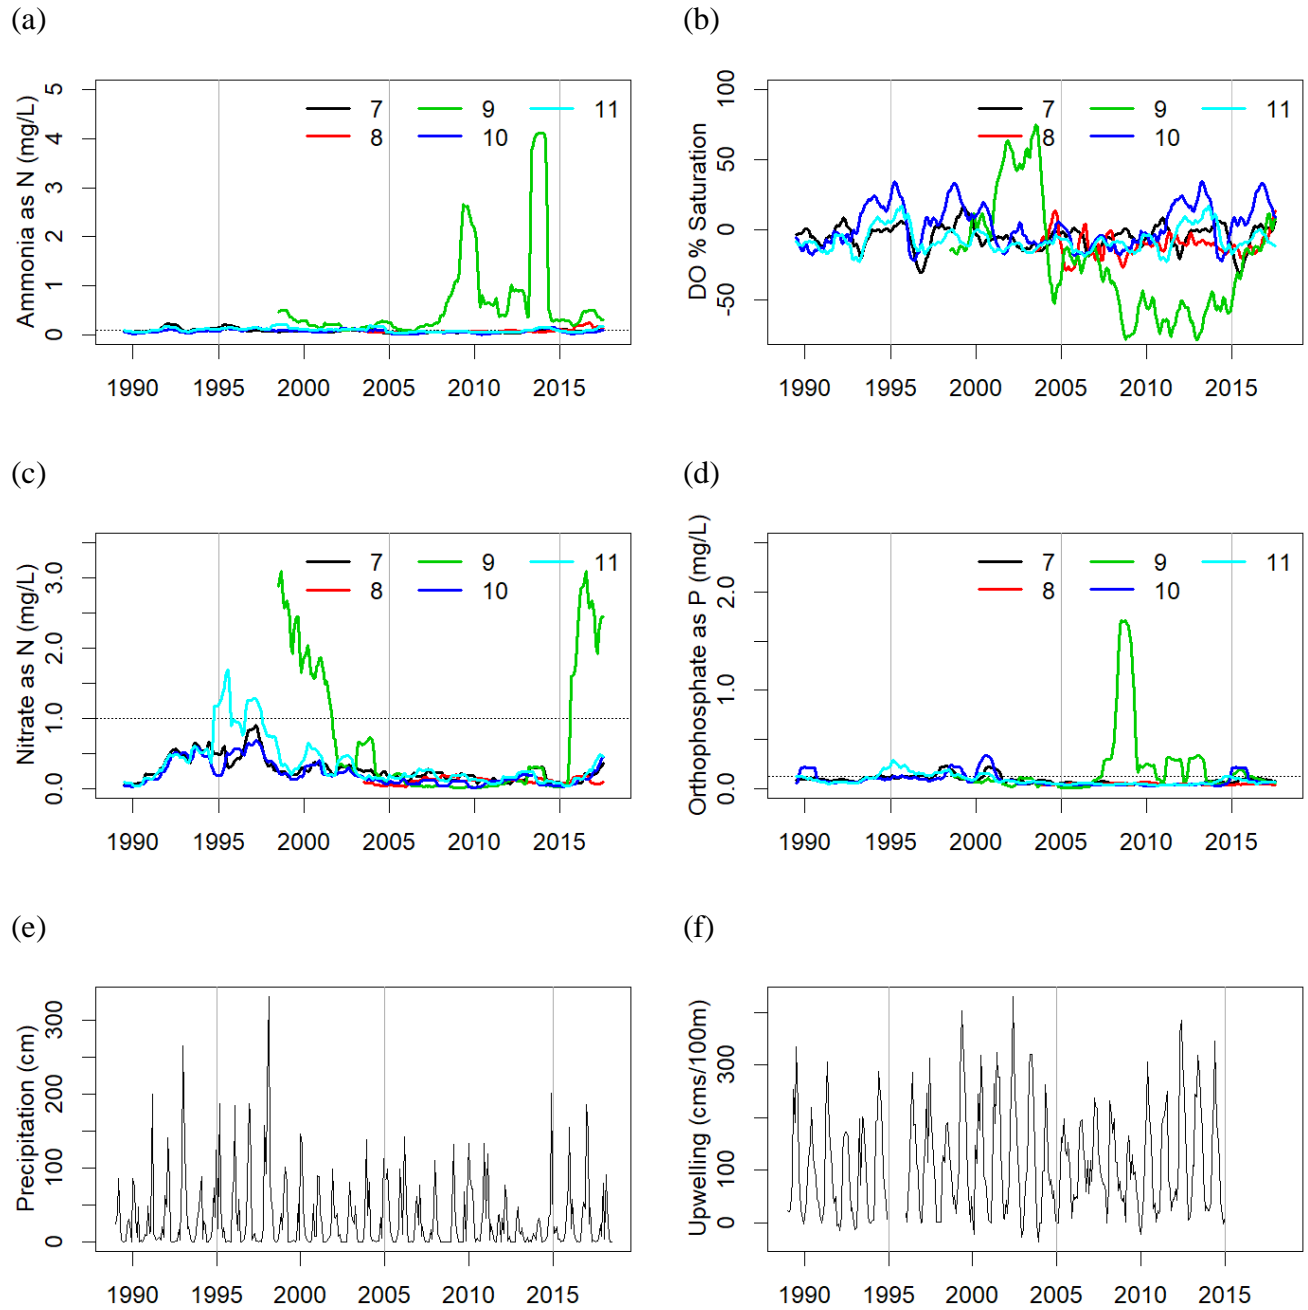 (a)
Ammonia as N (mg/L)
5
4
3
2
1
0
7 9 11
8 10
1990 1995 2000 2005 2010 2015
(b)
DO % Saturation
100
50
0
-50
7 9 11
8 10
1990 1995 2000 2005 2010 2015
(c)
Nitrate as N (mg/L)
3.0
2.0
1.0
0.0
7 9 11
8 10
1990 1995 2000 2005 2010 2015
(d)
Orthophosphate as P (mg/L)
2.0
1.0
0.0
7 9 11
8 10
1990 1995 2000 2005 2010 2015
(e)
Precipitation (cm)
300
200
100
0
1990 1995 2000 2005 2010 2015
(f)
Upwelling (cms/100m)
300
100
0
1990 1995 2000 2005 2010 2015